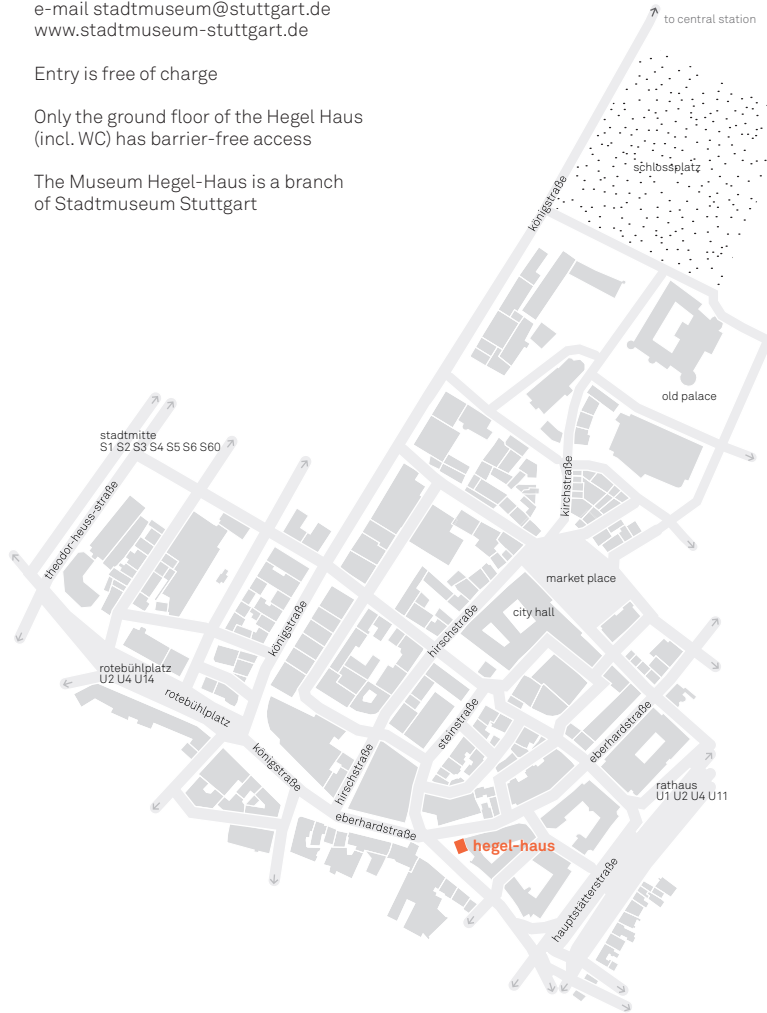 e-mail stadtmuseum@stuttgart.de
www.stadtmuseum-stuttgart.de
Entry is free of charge
Only the ground floor of the Hegel Haus
(incl. WC) has barrier-free access
The Museum Hegel-Haus is a branch
of Stadtmuseum Stuttgart
to central station
schlossplatz
königstraße
old palace
stadtmitte
S1 S2 S3 S4 S5 S6 S60
kirchstraße
theodor-heuss-straße
market place
city hall
königstraße
hirschstraße
rotebühlplatz
U2 U4 U14
rotebühlplatz
steinstraße
eberhardstraße
königstraße
hirschstraße
rathaus
U1 U2 U4 U11
eberhardstraße
hegel-haus
hauptstätterstraße